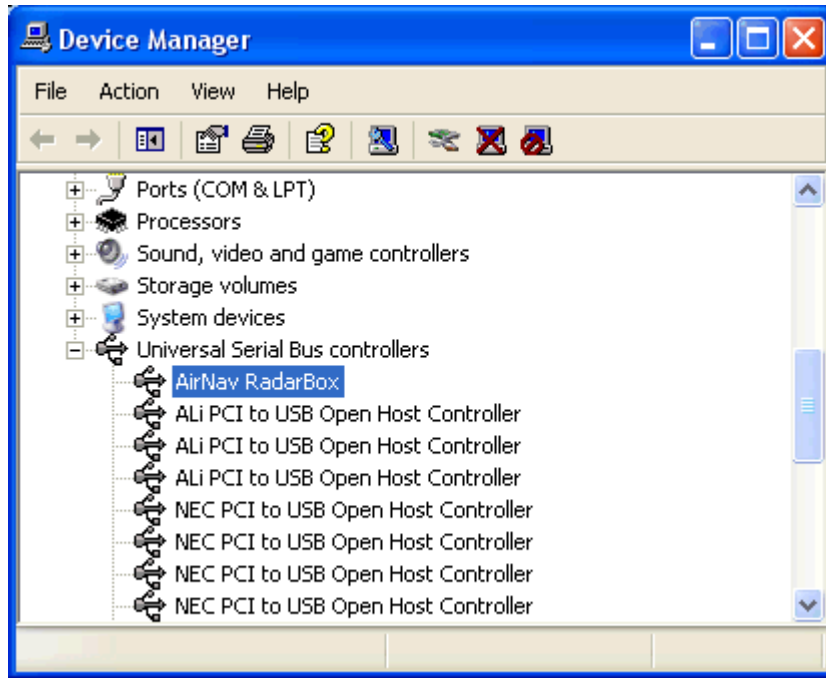 Device Manager
File Action View Help
Ports (COM & LPT)
Processors
Sound, video and game controllers
Storage volumes
System devices
Universal Serial Bus controllers
AirNav RadarBox
ALi PCI to USB Open Host Controller
ALi PCI to USB Open Host Controller
ALi PCI to USB Open Host Controller
NEC PCI to USB Open Host Controller
NEC PCI to USB Open Host Controller
NEC PCI to USB Open Host Controller
NEC PCI to USB Open Host Controller